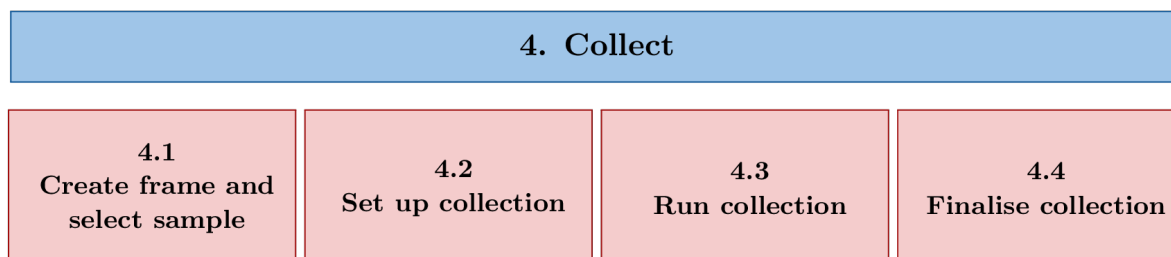 4. Collect
4.1
Create frame and
select sample
4.2
Set up collection
4.3
Run collection
4.4
Finalise collection